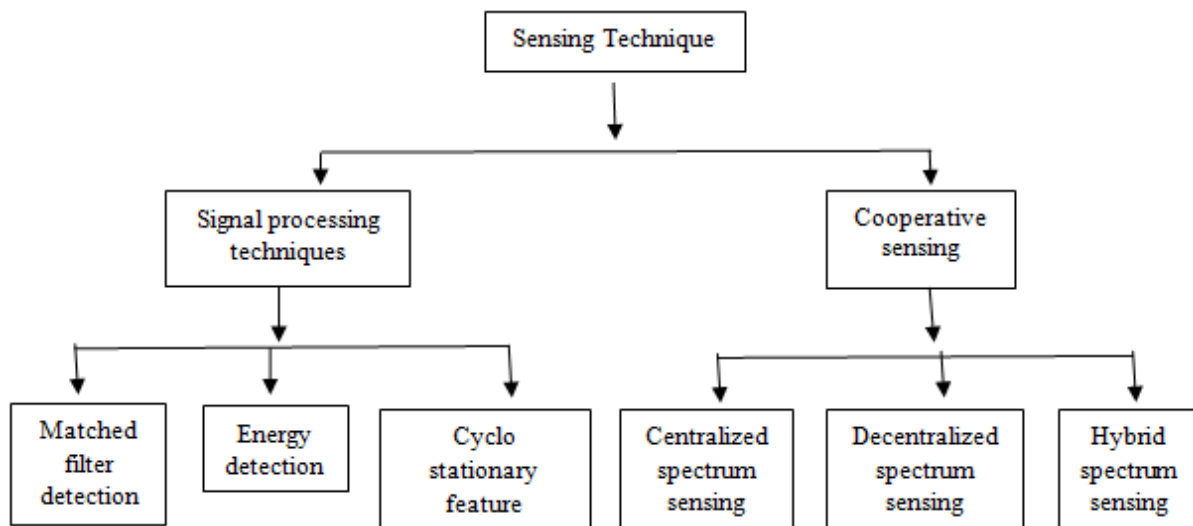 Sensing Technique
Signal processing
techniques
Cooperative
sensing
Matched
filter
detection
Energy
detection
Cyclo
stationary
feature
Centralized
spectrum
sensing
Decentralized
spectrum
sensing
Hybrid
spectrum
sensing